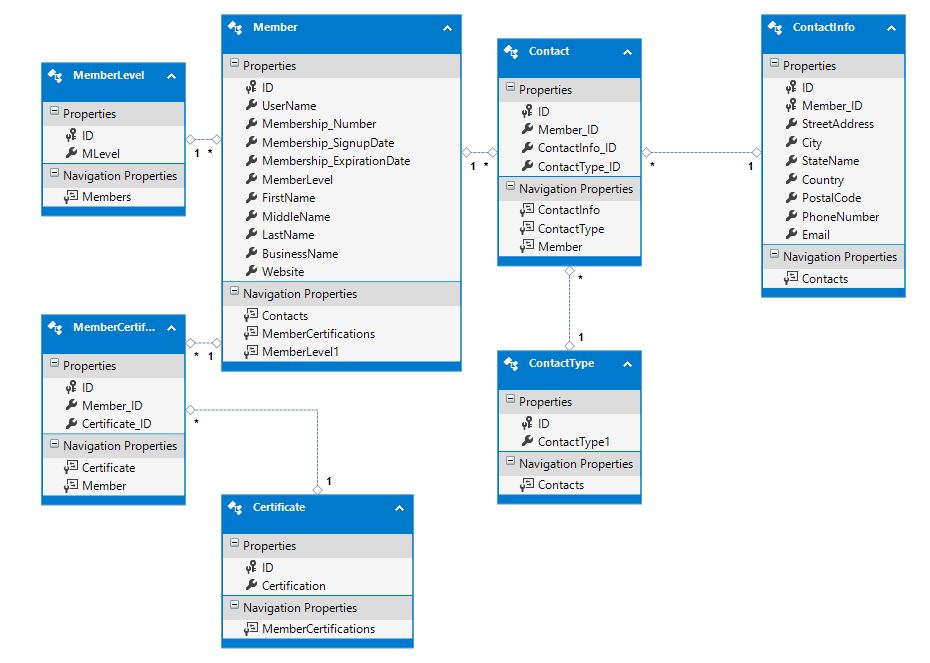 MemberLevel
Properties
ID
MLevel
Navigation Properties
Members
1 *
Member
Properties
ID
UserName
Membership_Number
Membership_SignupDate
Membership_ExpirationDate
MemberLevel
FirstName
MiddleName
LastName
BusinessName
Website
Navigation Properties
Contacts
MemberCertifications
MemberLevel1
1 *
Contact
Properties
ID
Member_ID
ContactInfo_ID
ContactType_ID
Navigation Properties
ContactInfo
ContactType
Member
*
1
ContactInfo
Properties
ID
Member_ID
StreetAddress
City
StateName
Country
PostalCode
PhoneNumber
Email
Navigation Properties
Contacts
*
1
ContactType
Properties
ID
ContactType1
Navigation Properties
Contacts
MemberCertif...
Properties
ID
Member_ID
Certificate_ID
Navigation Properties
Certificate
Member
* 1
*
1
Certificate
Properties
ID
Certification
Navigation Properties
MemberCertifications